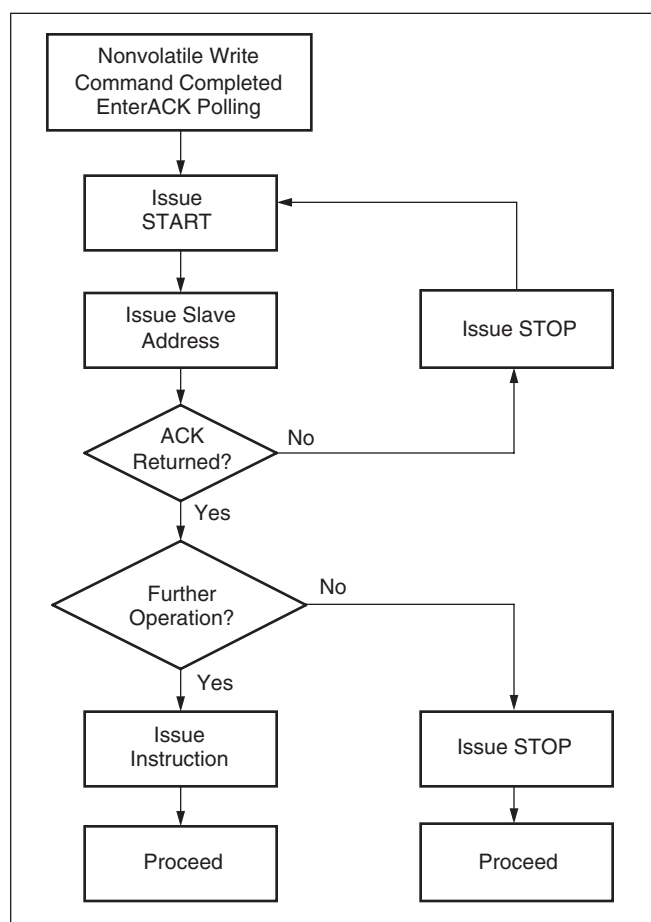 Nonvolatile Write
Command Completed
EnterACK Polling
Issue
START
Issue Slave
Address
Issue STOP
ACK
Returned?
No
Yes
Further
Operation?
No
Yes
Issue
Instruction
Issue STOP
Proceed
Proceed